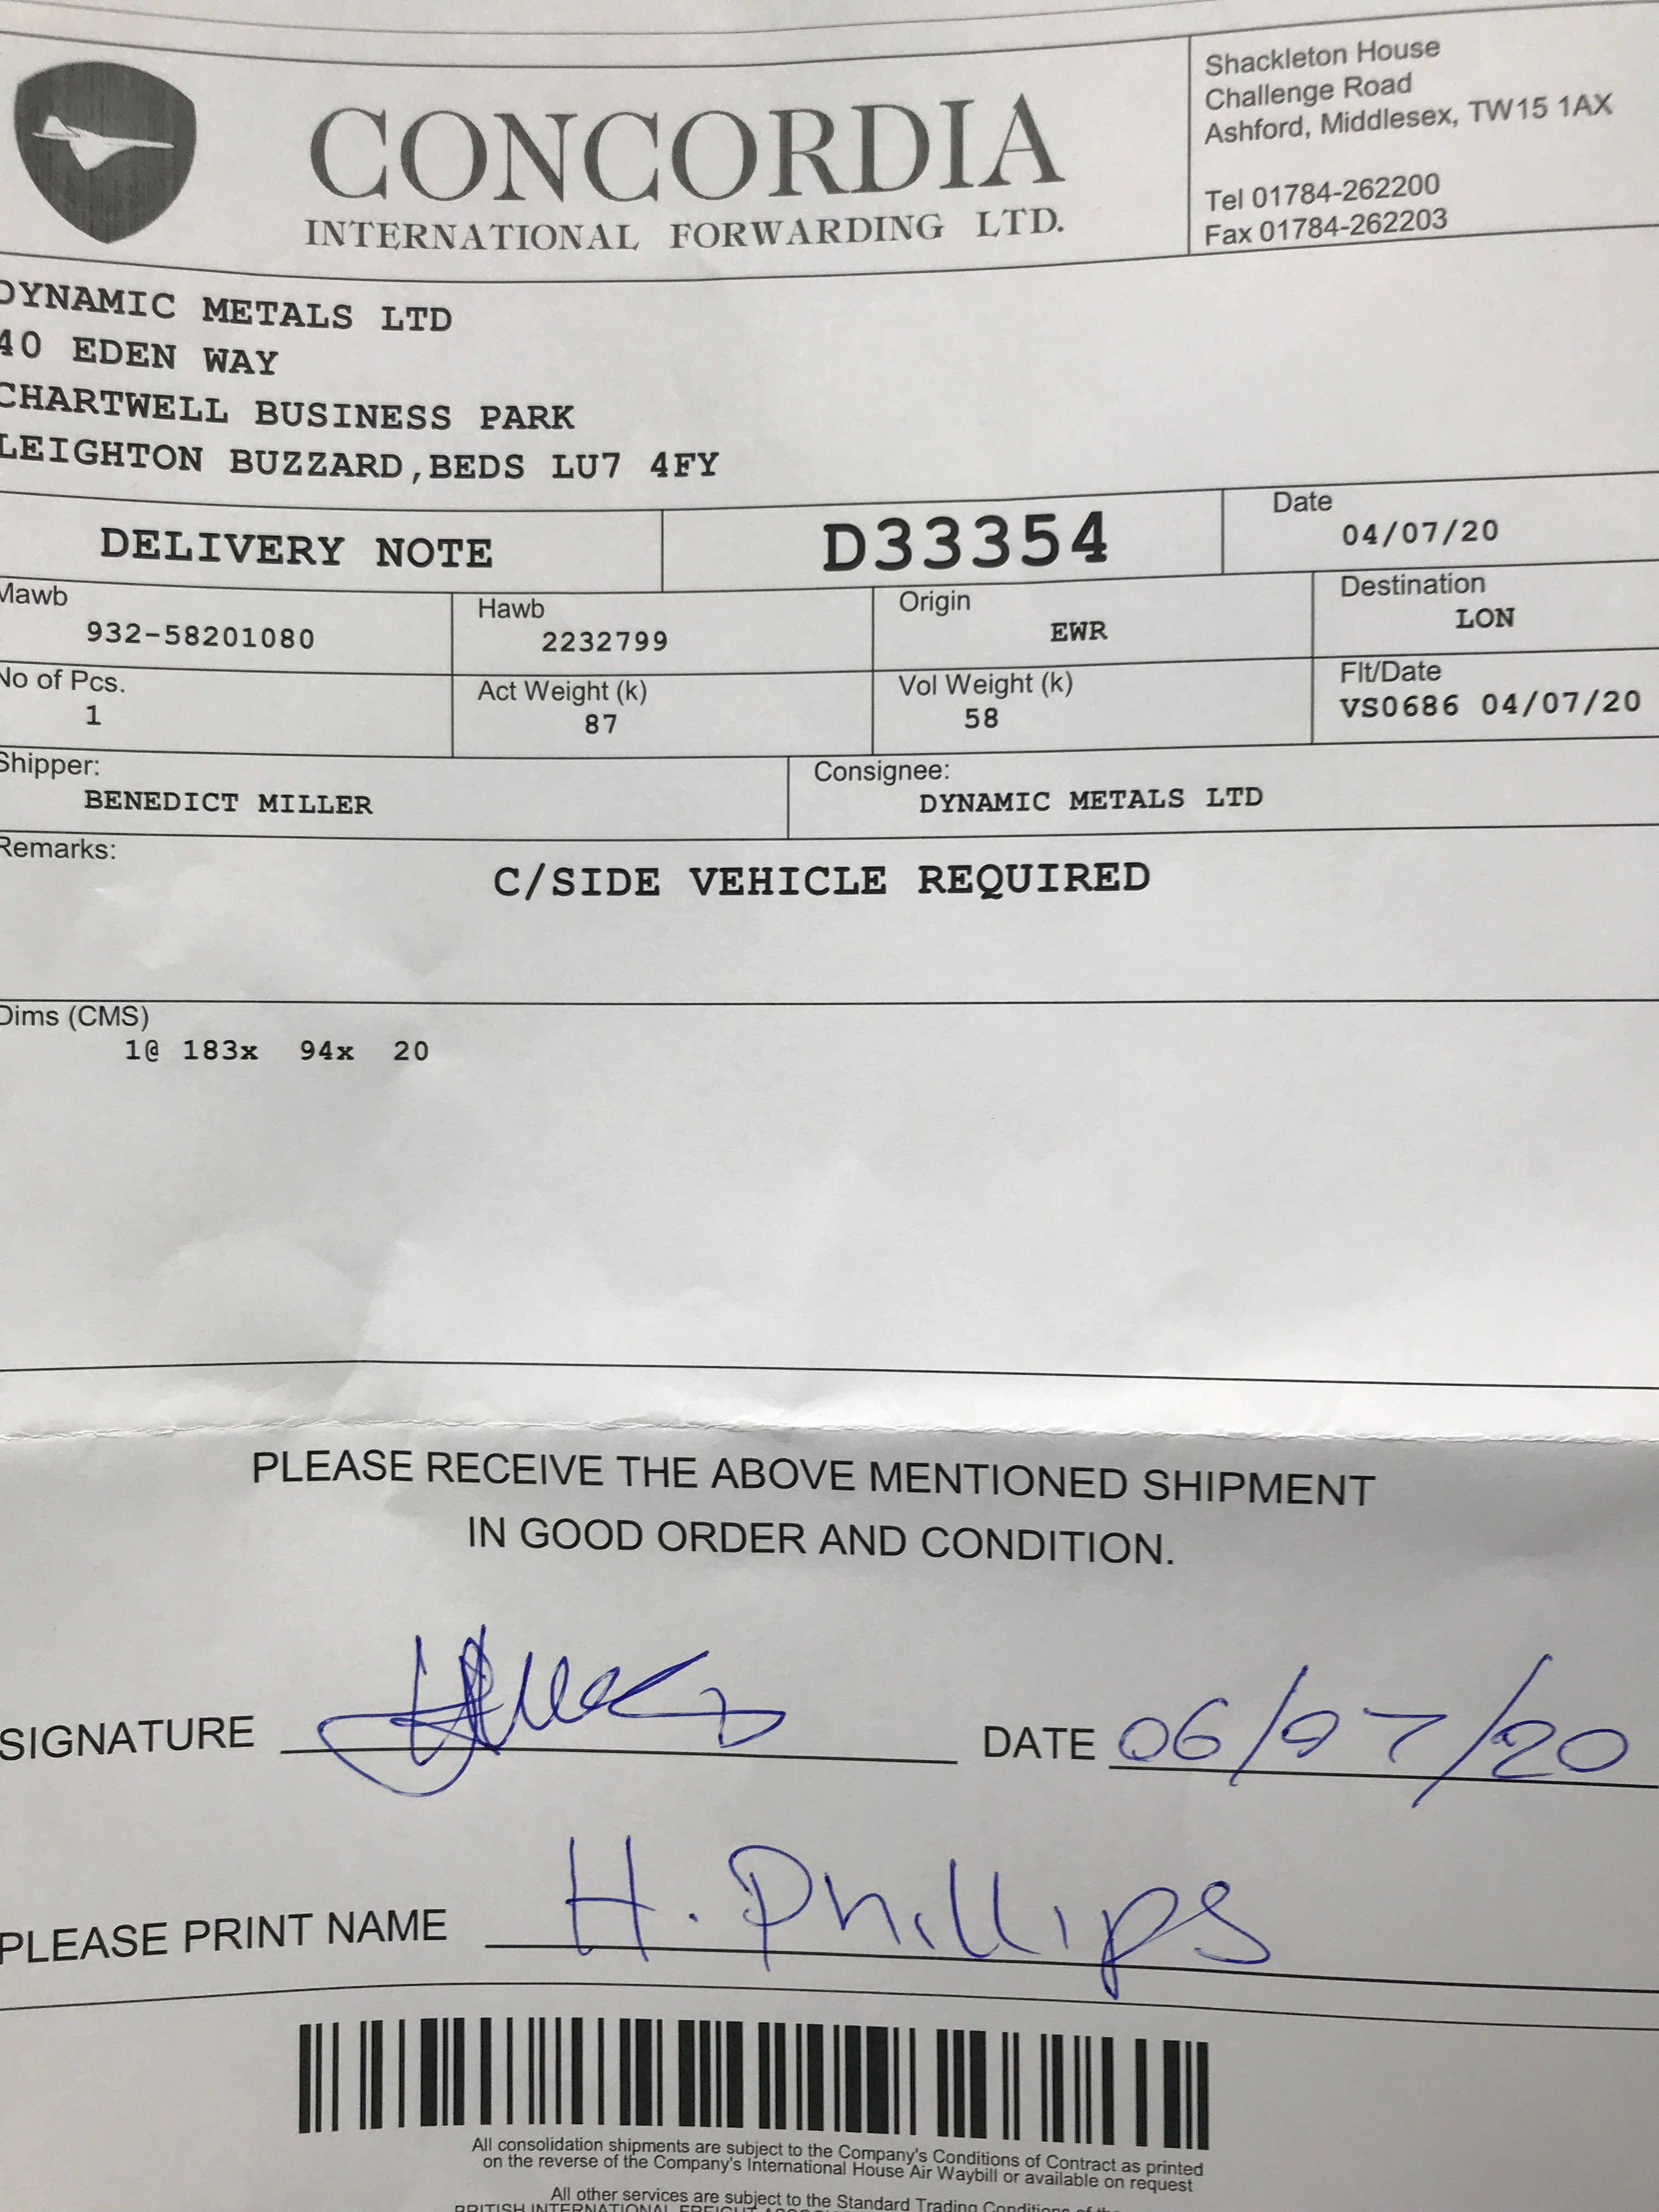 CONCORDIA
INTERNATIONAL FORWARDING LTD.
Shackleton House
Challenge Road
Ashford, Middlesex, TW15 1AX
Tel 01784-262200
Fax 01784-262203
DYNAMIC METALS LTD
40 EDEN WAY
CHARTWELL BUSINESS PARK
LEIGHTON BUZZARD,BEDS LU7 4FY
DELIVERY NOTE D33354 Date 04/07/20
Mawb Hawb Origin Destination
932-58201080 2232799 EWR LON
No of Pcs. Act Weight (k) Vol Weight (k) Flt/Date
1 87 58 VS0686 04/07/20
Shipper: Consignee:
BENEDICT MILLER DYNAMIC METALS LTD
Remarks:
C/SIDE VEHICLE REQUIRED
Dims (CMS)
1@ 183x 94x 20
PLEASE RECEIVE THE ABOVE MENTIONED SHIPMENT
IN GOOD ORDER AND CONDITION.
SIGNATURE DATE 06/07/20
PLEASE PRINT NAME H. Phillips
All consolidation shipments are subject to the Company's Conditions of Contract as printed
on the reverse of the Company's International House Air Waybill or available on request
All other services are subject to the Standard Trading Conditions of the
BRITISH INTERNATIONAL FREIGHT